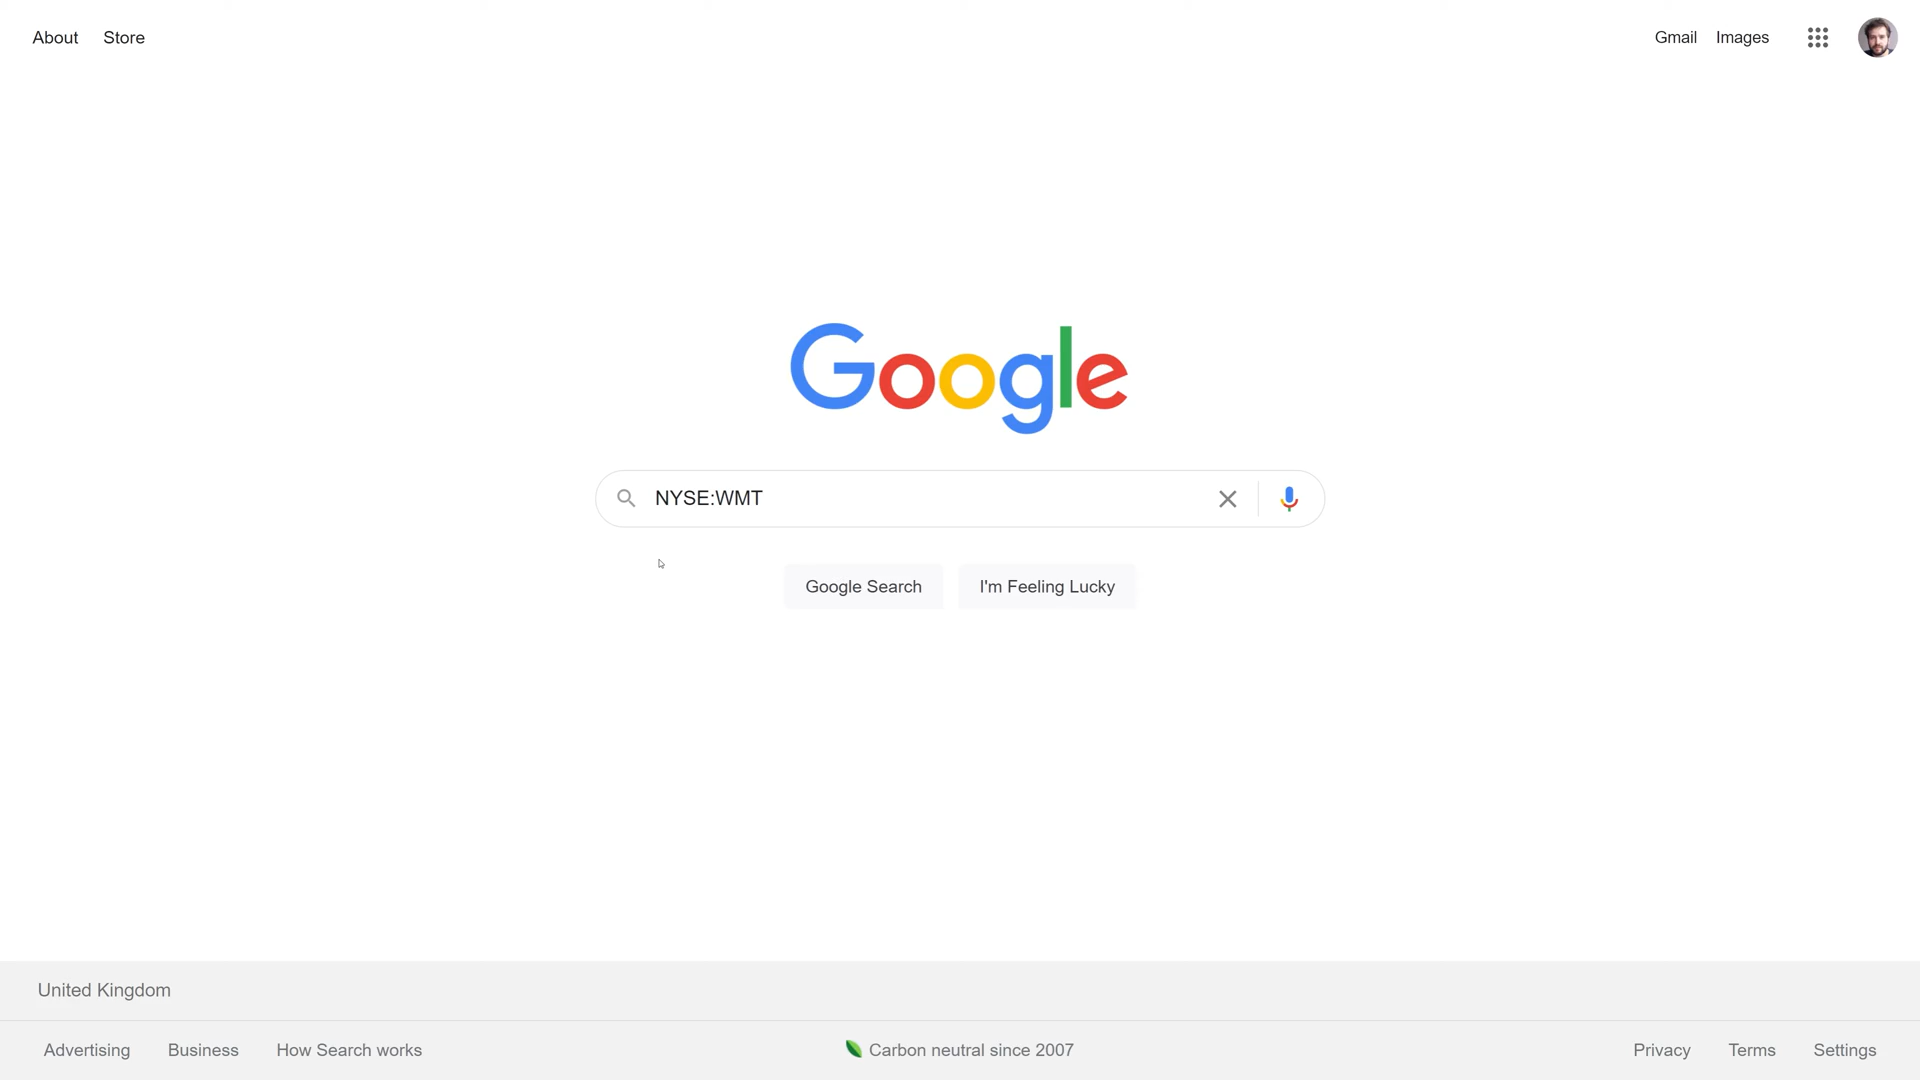 About Store
Gmail Images
Google
NYSE:WMT
Google Search
I'm Feeling Lucky
United Kingdom
Advertising Business How Search works
Carbon neutral since 2007
Privacy Terms Settings